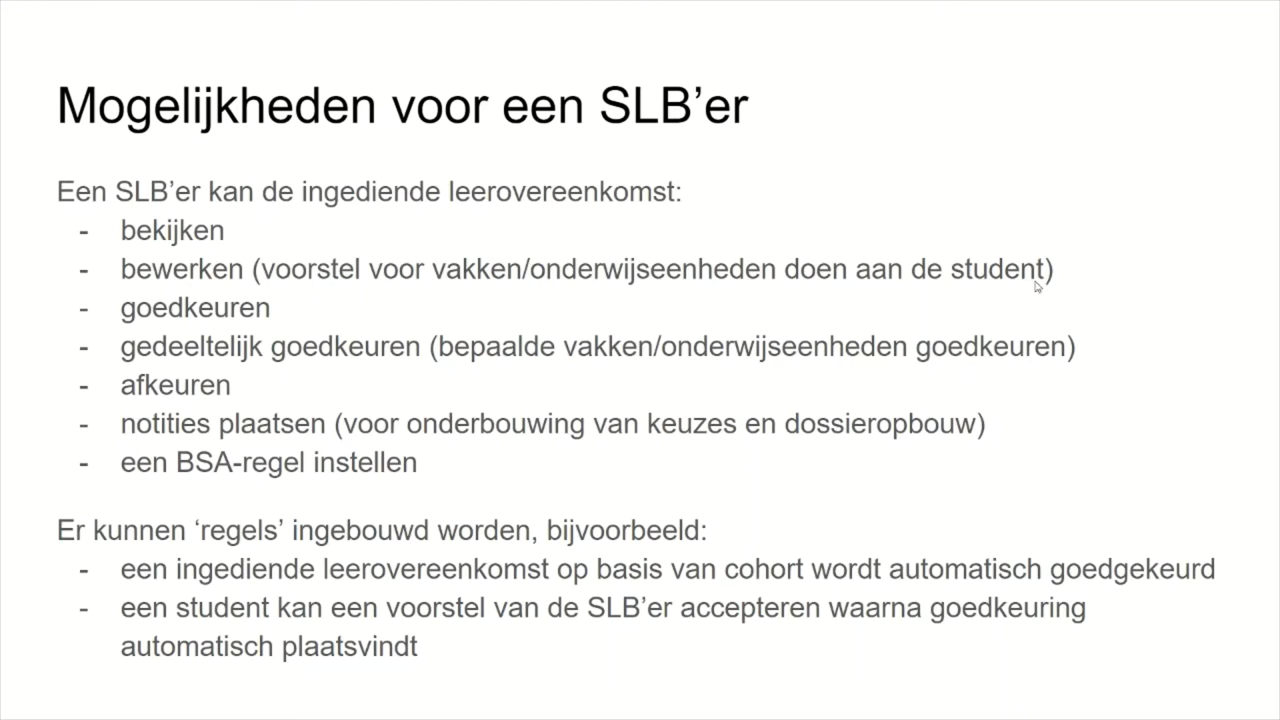 Mogelijkheden voor een SLB’er
Een SLB’er kan de ingediende leerovereenkomst:
- bekijken
- bewerken (voorstel voor vakken/onderwijseenheden doen aan de student)
- goedkeuren
- gedeeltelijk goedkeuren (bepaalde vakken/onderwijseenheden goedkeuren)
- afkeuren
- notities plaatsen (voor onderbouwing van keuzes en dossieropbouw)
- een BSA-regel instellen
Er kunnen ‘regels’ ingebouwd worden, bijvoorbeeld:
- een ingediende leerovereenkomst op basis van cohort wordt automatisch goedgekeurd
- een student kan een voorstel van de SLB’er accepteren waarna goedkeuring
automatisch plaatsvindt